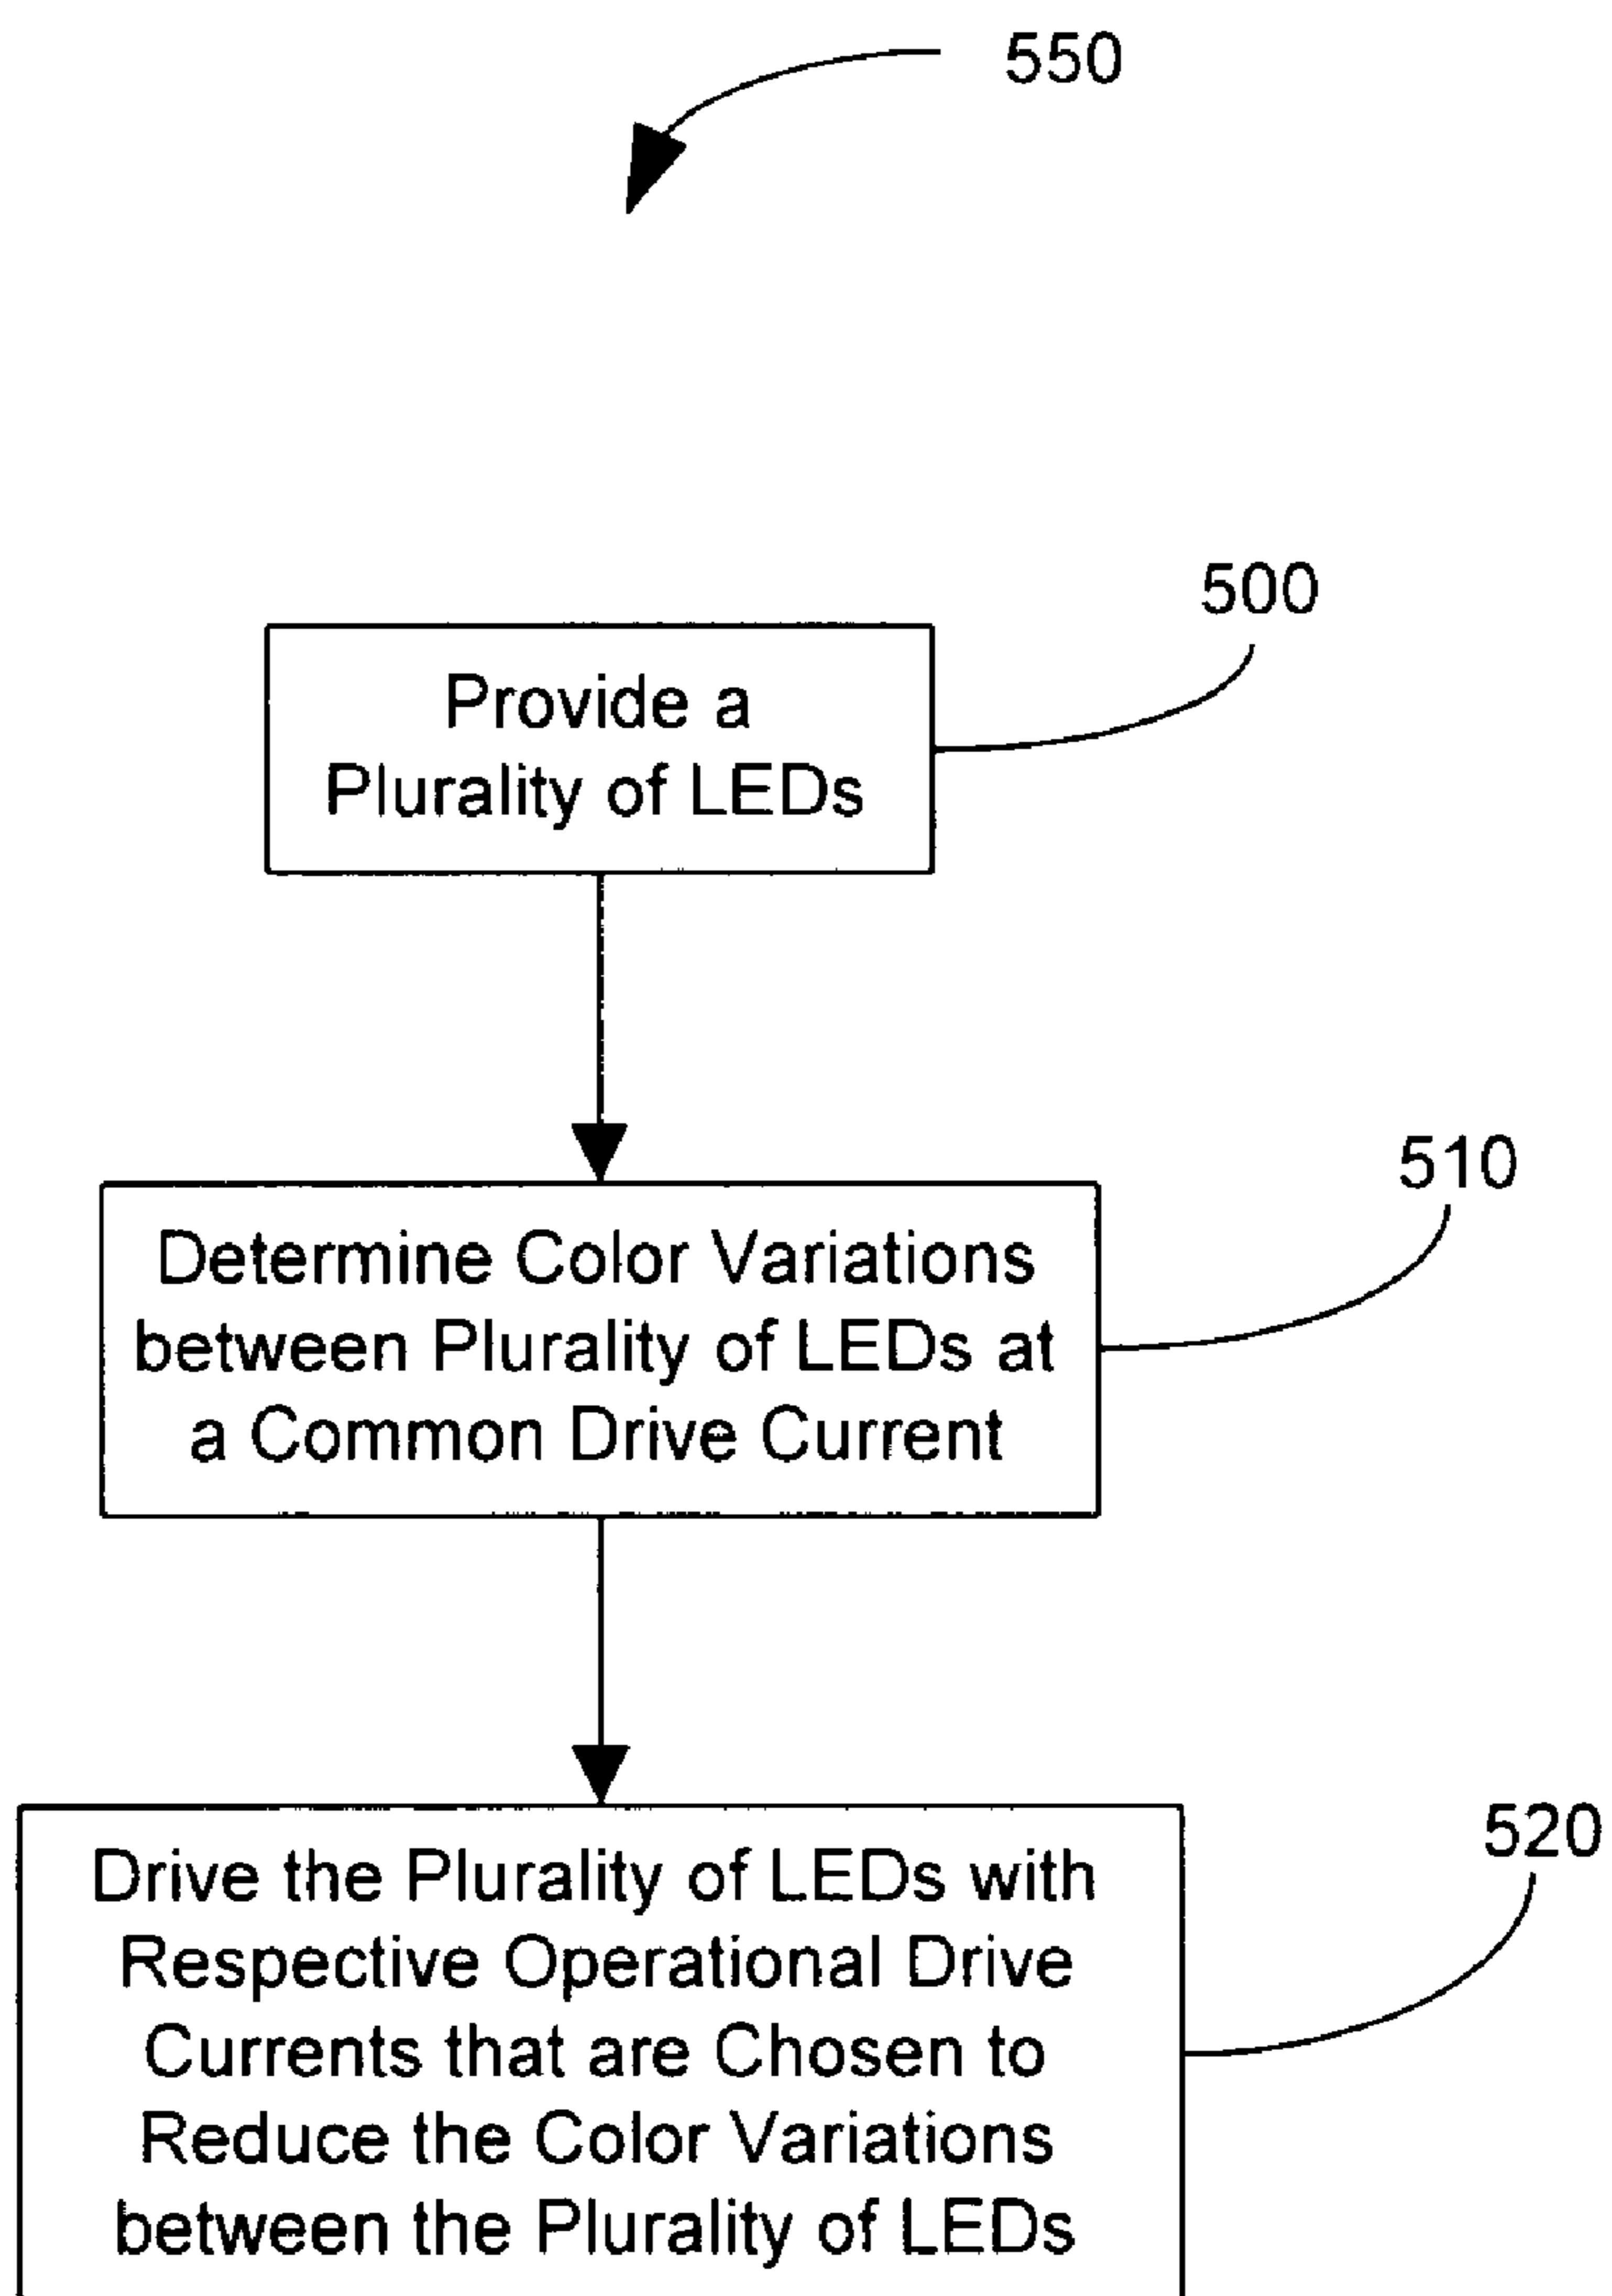 550
500
Provide a
Plurality of LEDs
510
Determine Color Variations
between Plurality of LEDs at
a Common Drive Current
520
Drive the Plurality of LEDs with
Respective Operational Drive
Currents that are Chosen to
Reduce the Color Variations
between the Plurality of LEDs